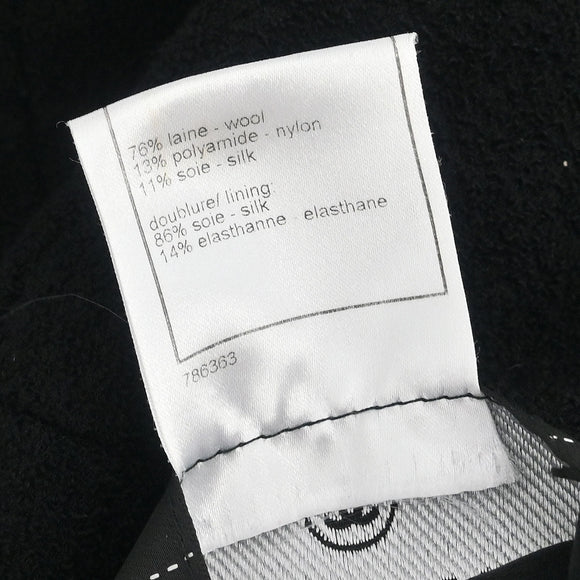 76% laine - wool
13% polyamide - nylon
11% soie - silk
doublure/ lining:
86% soie - silk
14% elasthanne - elasthane
786363